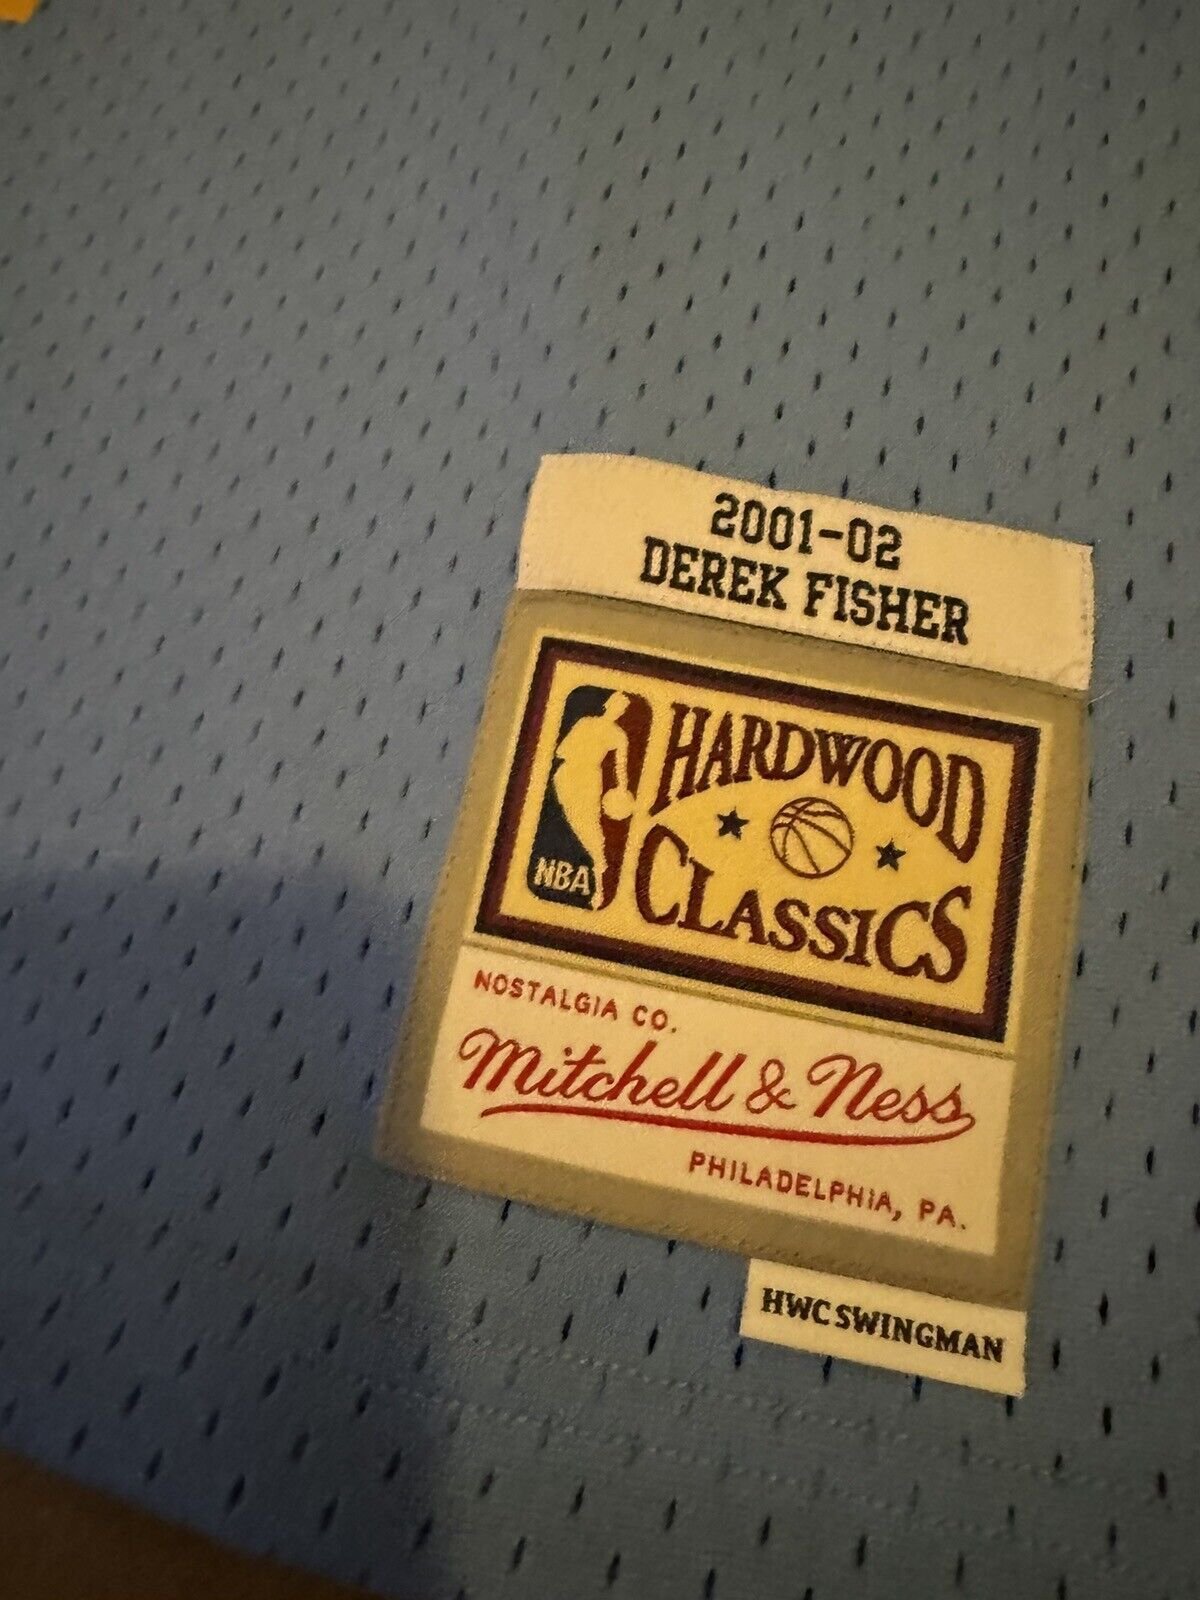 2001-02
DEREK FISHER
HARDWOOD
CLASSICS
NBA
NOSTALGIA CO.
Mitchell & Ness
PHILADELPHIA, PA.
HWC SWINGMAN